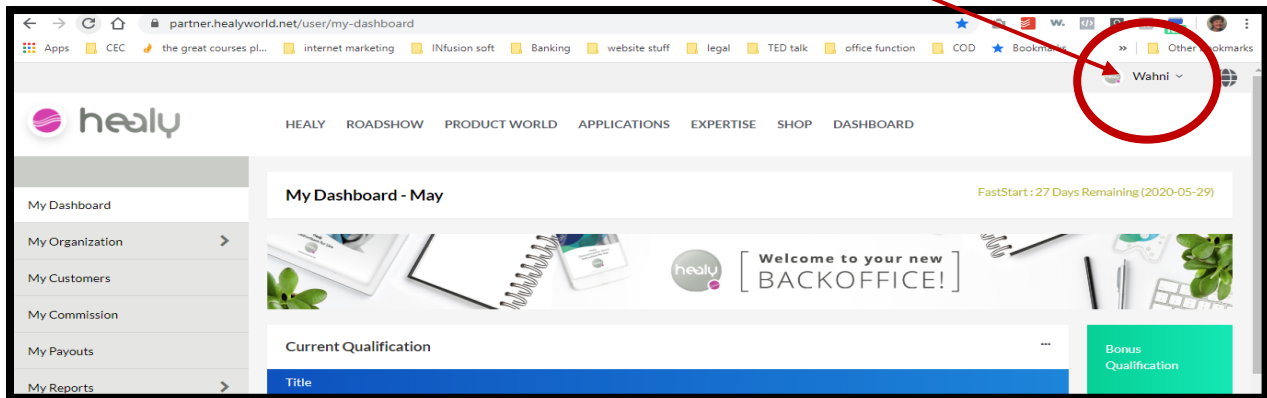 partner.healyworld.net/user/my-dashboard
Apps CEC the great courses pl... internet marketing INfusion soft Banking website stuff legal TED talk office function COD Bookmarks » Other bookmarks
Wahni
healy
HEALY ROADSHOW PRODUCT WORLD APPLICATIONS EXPERTISE SHOP DASHBOARD
My Dashboard - May
FastStart : 27 Days Remaining (2020-05-29)
My Dashboard
My Organization
My Customers
My Commission
My Payouts
My Reports
healy
Welcome to your new
BACKOFFICE!
Current Qualification
...
Title
Bonus
Qualification